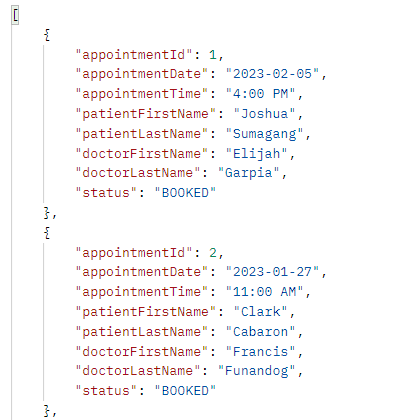 [
{
"appointmentId": 1,
"appointmentDate": "2023-02-05",
"appointmentTime": "4:00 PM",
"patientFirstName": "Joshua",
"patientLastName": "Sumagang",
"doctorFirstName": "Elijah",
"doctorLastName": "Garpia",
"status": "BOOKED"
},
{
"appointmentId": 2,
"appointmentDate": "2023-01-27",
"appointmentTime": "11:00 AM",
"patientFirstName": "Clark",
"patientLastName": "Cabaron",
"doctorFirstName": "Francis",
"doctorLastName": "Funandog",
"status": "BOOKED"
},